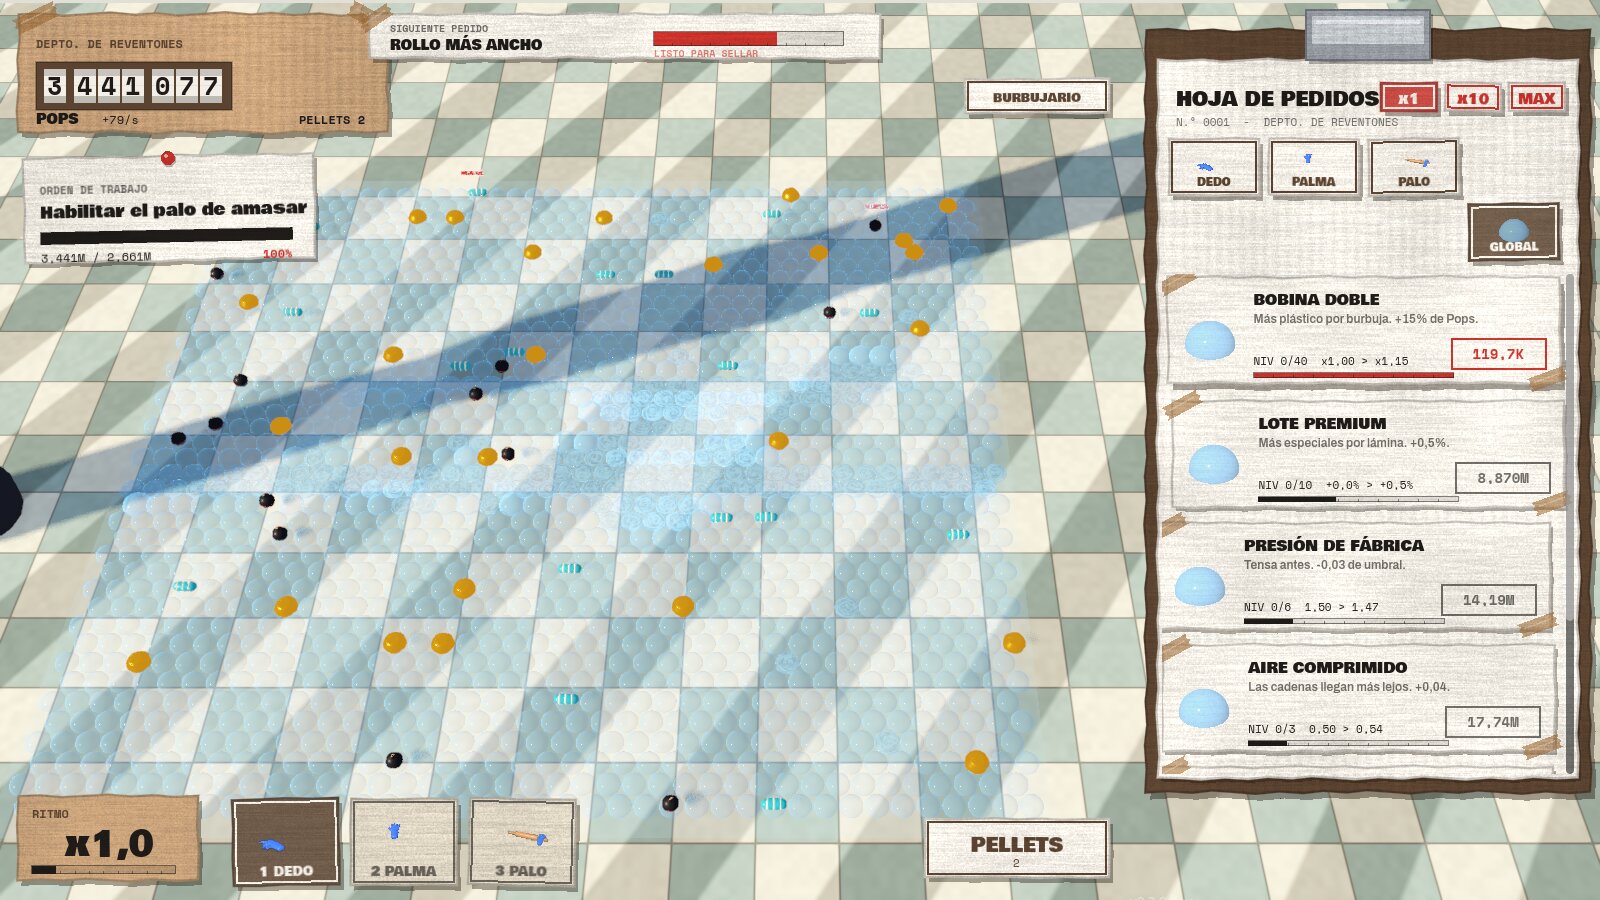 DEPTO. DE REVENTONES
3 441 077
POPS +79/s PELLETS 2
SIGUIENTE PEDIDO
ROLLO MÁS ANCHO
LISTO PARA SELLAR
ORDEN DE TRABAJO
Habilitar el palo de amasar
3,441M / 2,661M 100%
BURBUJARIO
HOJA DE PEDIDOS x1 x10 MAX
N.° 0001 - DEPTO. DE REVENTONES
DEDO PALMA PALO
GLOBAL
BOBINA DOBLE
Más plástico por burbuja. +15% de Pops.
NIV 0/40 x1,00 > x1,15
119,7K
LOTE PREMIUM
Más especiales por lámina. +0,5%.
NIV 0/10 +0,0% > +0,5%
8,870M
PRESIÓN DE FÁBRICA
Tensa antes. -0,03 de umbral.
NIV 0/6 1,50 > 1,47
14,19M
AIRE COMPRIMIDO
Las cadenas llegan más lejos. +0,04.
NIV 0/3 0,50 > 0,54
17,74M
RITMO
x1,0
1 DEDO 2 PALMA 3 PALO
PELLETS
2